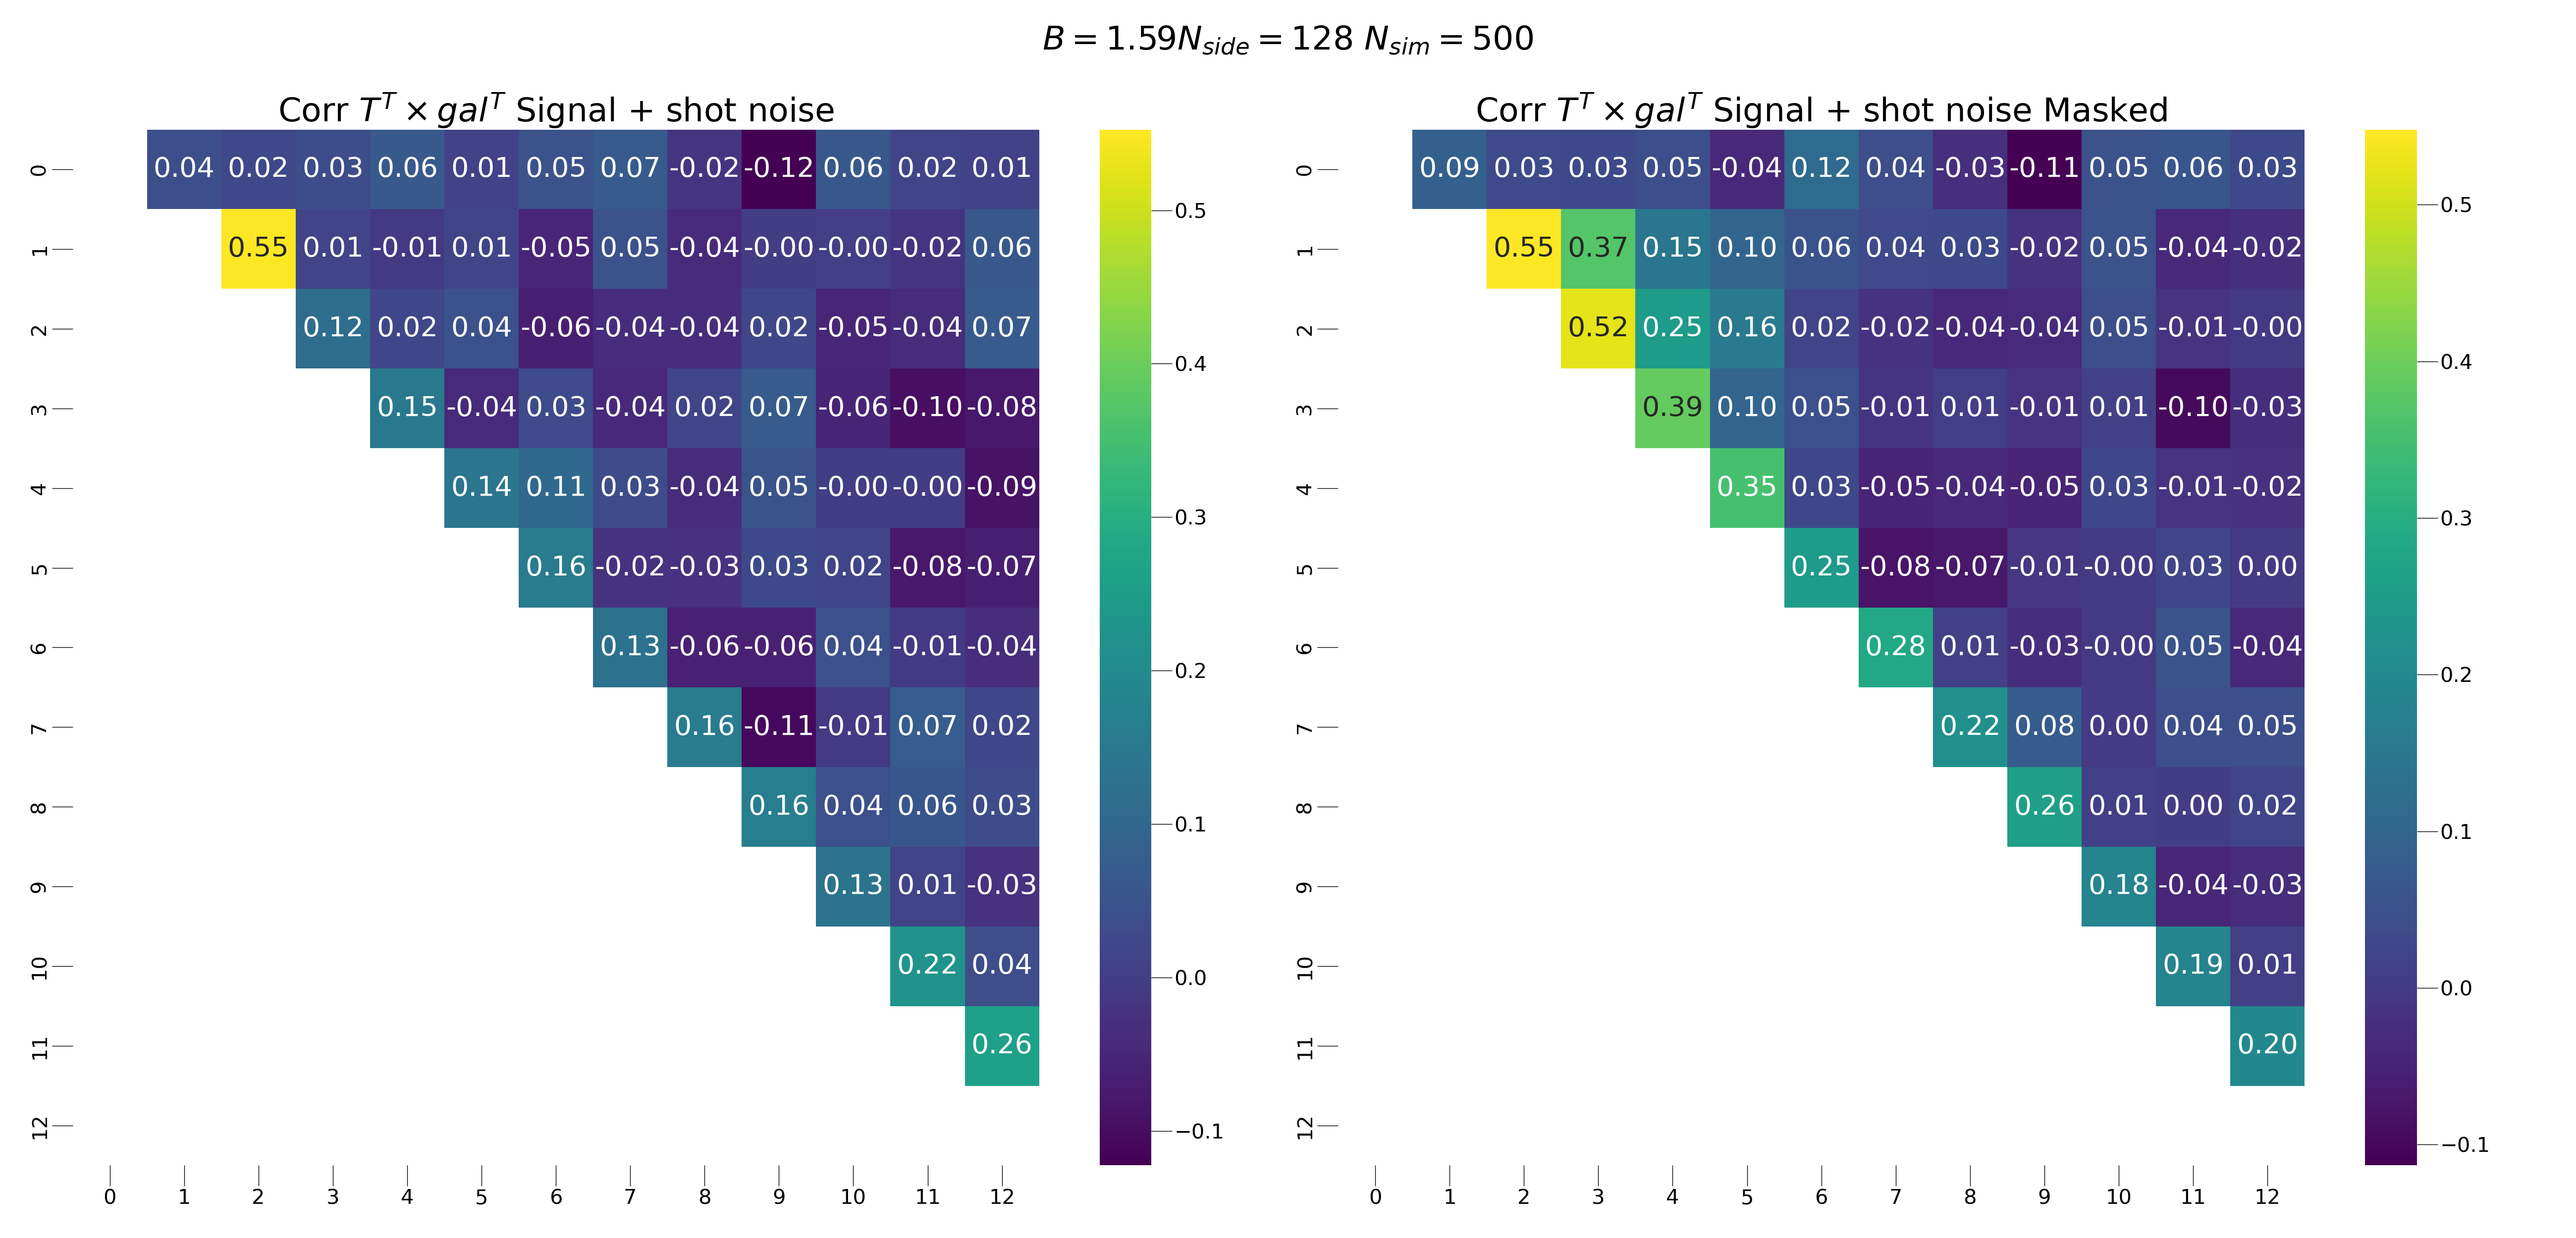 B = 1.59N_side = 128 N_sim = 500
Corr T^T × gal^T Signal + shot noise
0 0.04 0.02 0.03 0.06 0.01 0.05 0.07 -0.02 -0.12 0.06 0.02 0.01
1 0.55 0.01 -0.01 0.01 -0.05 0.05 -0.04 -0.00 -0.00 -0.02 0.06
2 0.12 0.02 0.04 -0.06 -0.04 -0.04 0.02 -0.05 -0.04 0.07
3 0.15 -0.04 0.03 -0.04 0.02 0.07 -0.06 -0.10 -0.08
4 0.14 0.11 0.03 -0.04 0.05 -0.00 -0.00 -0.09
5 0.16 -0.02 -0.03 0.03 0.02 -0.08 -0.07
6 0.13 -0.06 -0.06 0.04 -0.01 -0.04
7 0.16 -0.11 -0.01 0.07 0.02
8 0.16 0.04 0.06 0.03
9 0.13 0.01 -0.03
10 0.22 0.04
11 0.26
12
0 1 2 3 4 5 6 7 8 9 10 11 12
0.5
0.4
0.3
0.2
0.1
0.0
−0.1
Corr T^T × gal^T Signal + shot noise Masked
0 0.09 0.03 0.03 0.05 -0.04 0.12 0.04 -0.03 -0.11 0.05 0.06 0.03
1 0.55 0.37 0.15 0.10 0.06 0.04 0.03 -0.02 0.05 -0.04 -0.02
2 0.52 0.25 0.16 0.02 -0.02 -0.04 -0.04 0.05 -0.01 -0.00
3 0.39 0.10 0.05 -0.01 0.01 -0.01 0.01 -0.10 -0.03
4 0.35 0.03 -0.05 -0.04 -0.05 0.03 -0.01 -0.02
5 0.25 -0.08 -0.07 -0.01 -0.00 0.03 0.00
6 0.28 0.01 -0.03 -0.00 0.05 -0.04
7 0.22 0.08 0.00 0.04 0.05
8 0.26 0.01 0.00 0.02
9 0.18 -0.04 -0.03
10 0.19 0.01
11 0.20
12
0 1 2 3 4 5 6 7 8 9 10 11 12
0.5
0.4
0.3
0.2
0.1
0.0
−0.1